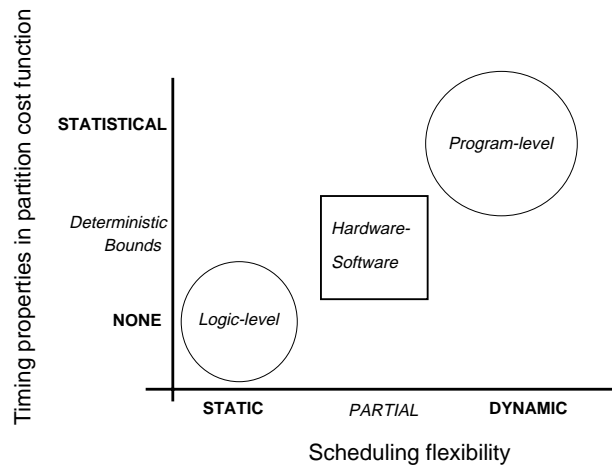 Timing properties in partition cost function
STATISTICAL
Program-level
Deterministic
Bounds
Hardware-
Software
NONE
Logic-level
STATIC
PARTIAL
DYNAMIC
Scheduling flexibility